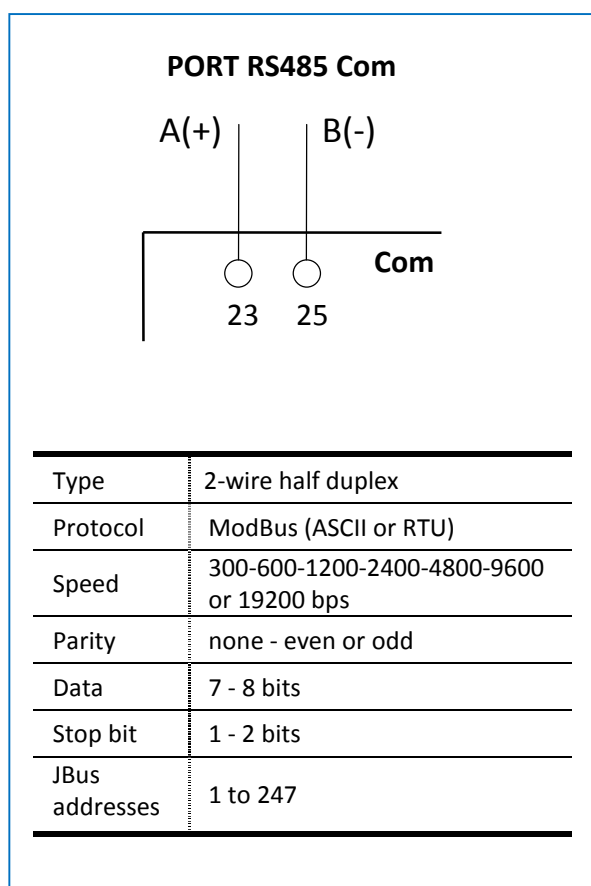 PORT RS485 Com
A(+) B(-)
Com
23 25
Type 2-wire half duplex
Protocol ModBus (ASCII or RTU)
Speed 300-600-1200-2400-4800-9600
or 19200 bps
Parity none - even or odd
Data 7 - 8 bits
Stop bit 1 - 2 bits
JBus
addresses 1 to 247